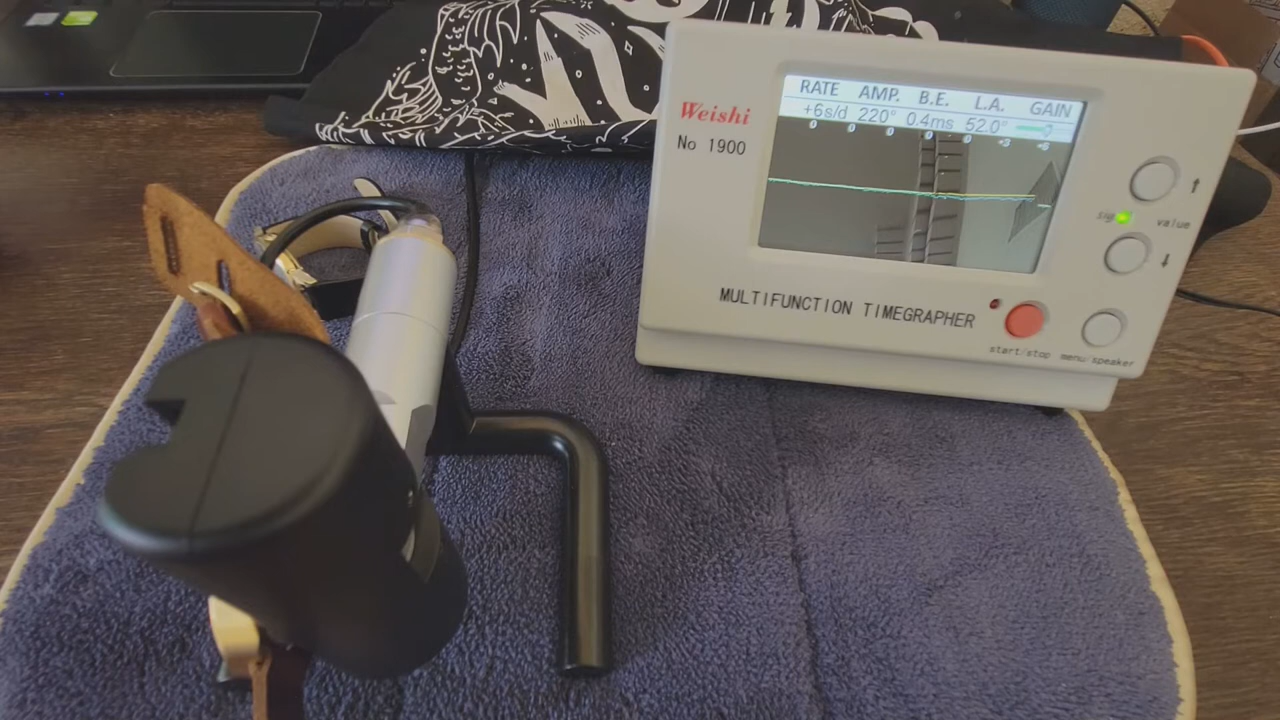 RATE AMP. B.E. L.A. GAIN
+6s/d 220° 0.4ms 52.0°
Weishi
No 1900
sig
value
MULTIFUNCTION TIMEGRAPHER
start/stop
menu/speaker